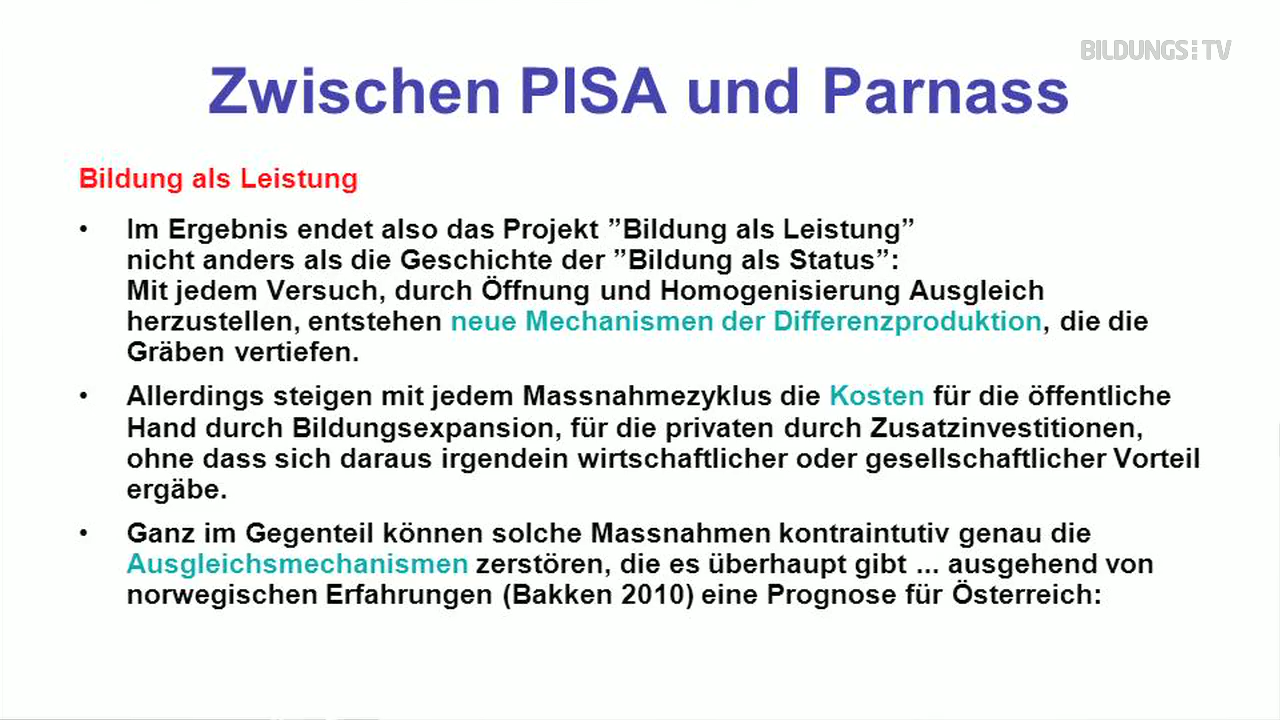 BILDUNGS:TV
Zwischen PISA und Parnass
Bildung als Leistung
• Im Ergebnis endet also das Projekt ”Bildung als Leistung”
nicht anders als die Geschichte der ”Bildung als Status”:
Mit jedem Versuch, durch Öffnung und Homogenisierung Ausgleich
herzustellen, entstehen neue Mechanismen der Differenzproduktion, die die
Gräben vertiefen.
• Allerdings steigen mit jedem Massnahmezyklus die Kosten für die öffentliche
Hand durch Bildungsexpansion, für die privaten durch Zusatzinvestitionen,
ohne dass sich daraus irgendein wirtschaftlicher oder gesellschaftlicher Vorteil
ergäbe.
• Ganz im Gegenteil können solche Massnahmen kontraintutiv genau die
Ausgleichsmechanismen zerstören, die es überhaupt gibt ... ausgehend von
norwegischen Erfahrungen (Bakken 2010) eine Prognose für Österreich: